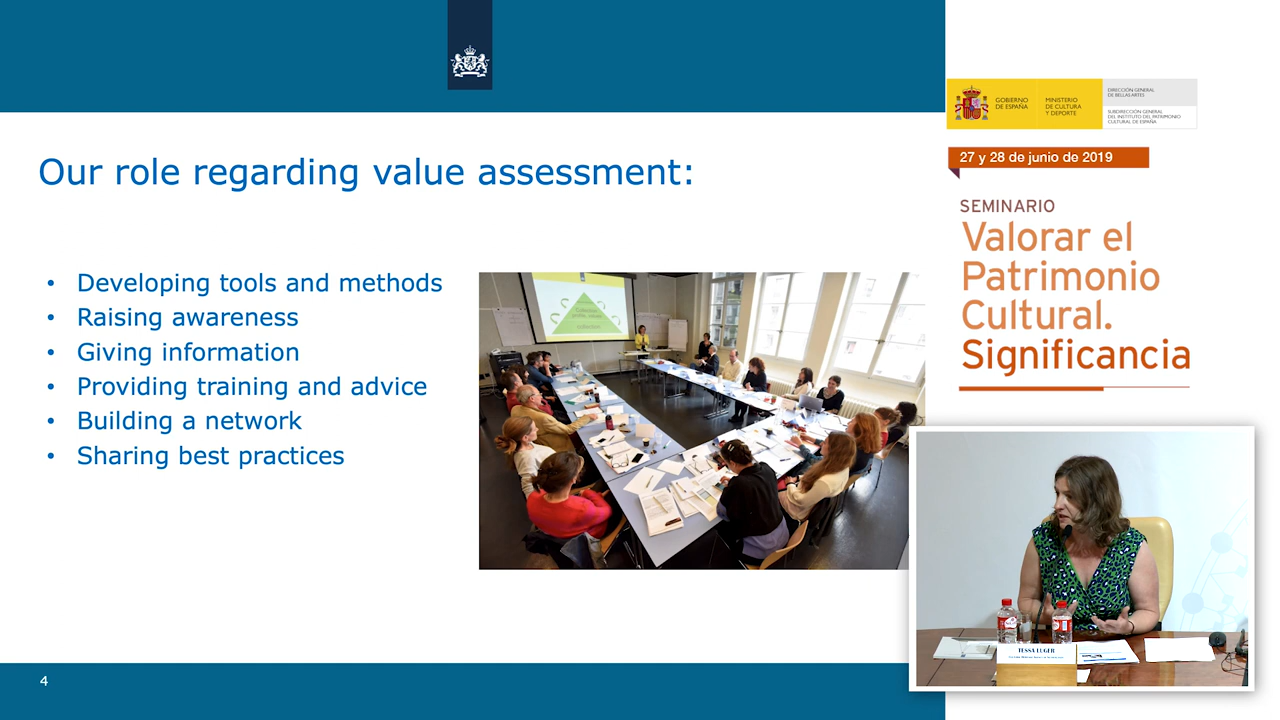 Our role regarding value assessment:
• Developing tools and methods
• Raising awareness
• Giving information
• Providing training and advice
• Building a network
• Sharing best practices
4
GOBIERNO
DE ESPAÑA
MINISTERIO
DE CULTURA
Y DEPORTE
DIRECCIÓN GENERAL
DE BELLAS ARTES
SUBDIRECCIÓN GENERAL
DEL INSTITUTO DEL PATRIMONIO
CULTURAL DE ESPAÑA
27 y 28 de junio de 2019
SEMINARIO
Valorar el
Patrimonio
Cultural.
Significancia
TESSA LUGER